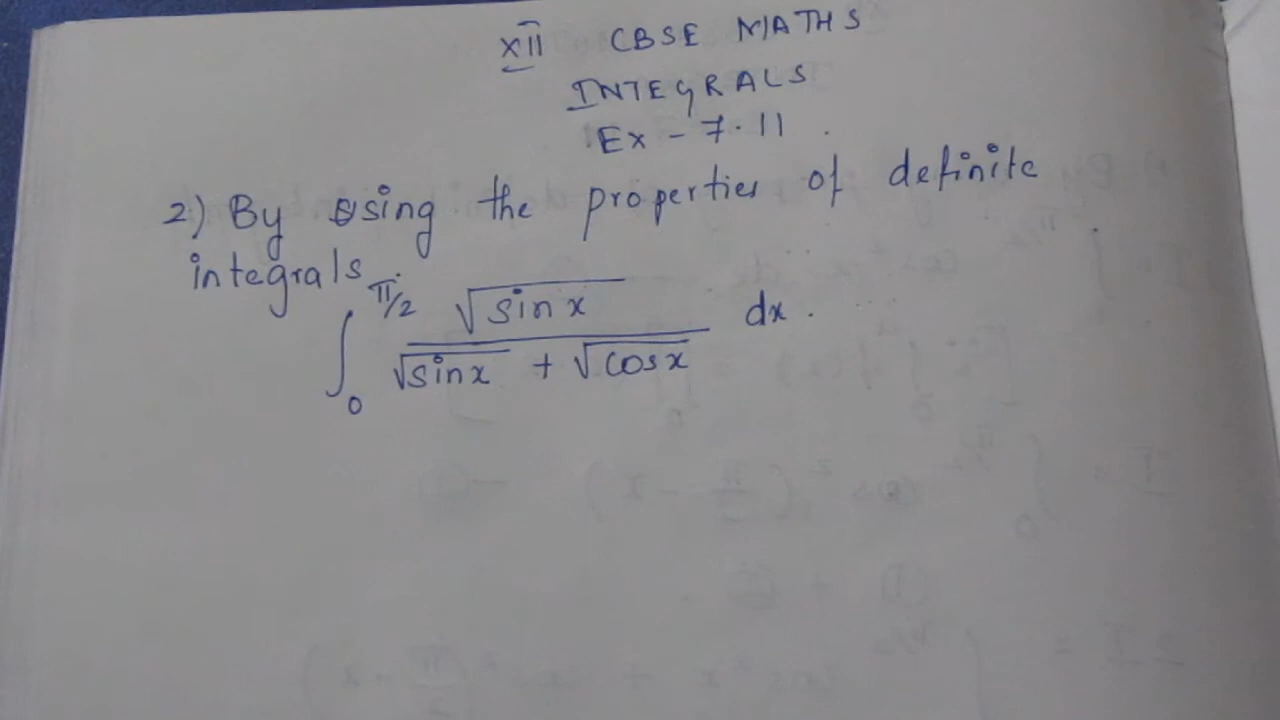 XII CBSE MATHS
INTEGRALS
Ex - 7.11
2) By using the properties of definite
integrals.
∫₀^(π/2) √(sin x) / (√(sin x) + √(cos x)) dx.